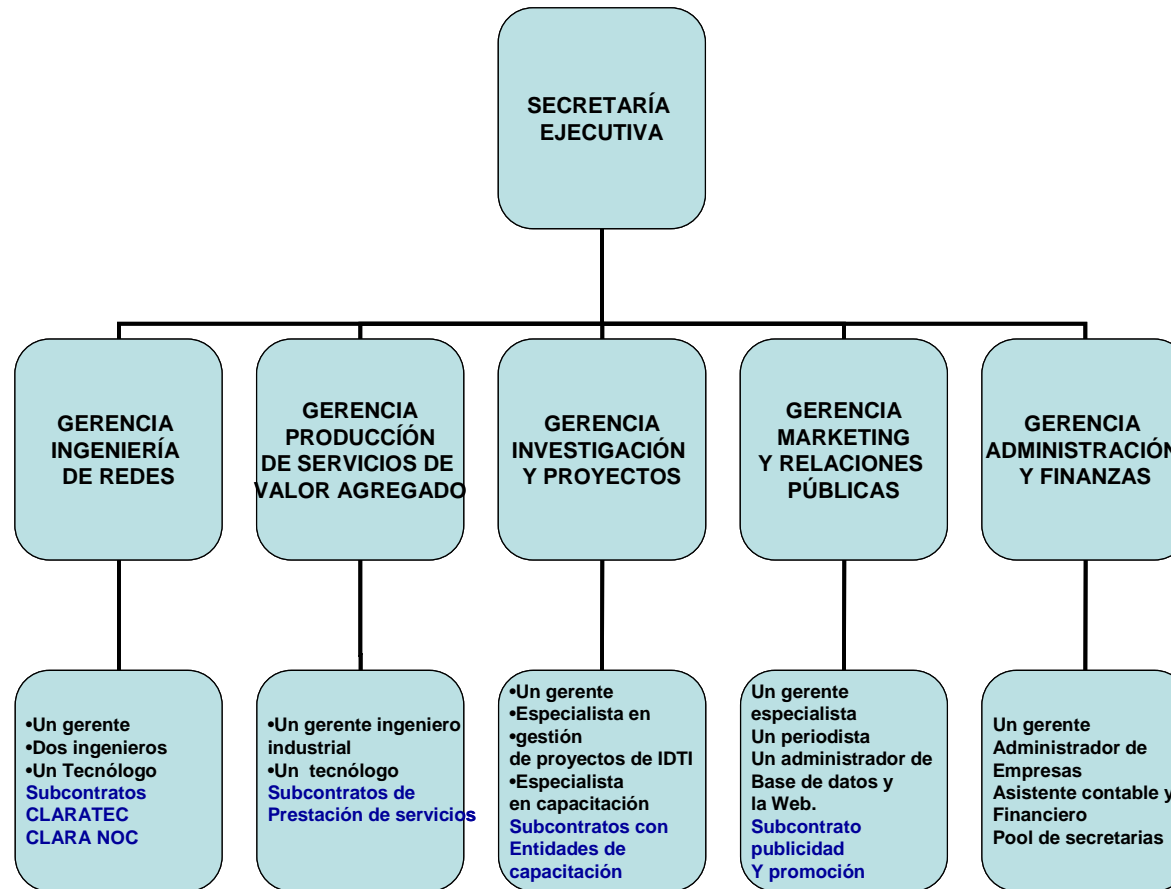 SECRETARÍA
EJECUTIVA
GERENCIA
INGENIERÍA
DE REDES
GERENCIA
PRODUCCÍÓN
DE SERVICIOS DE
VALOR AGREGADO
GERENCIA
INVESTIGACIÓN
Y PROYECTOS
GERENCIA
MARKETING
Y RELACIONES
PÚBLICAS
GERENCIA
ADMINISTRACIÓN
Y FINANZAS
•Un gerente
•Dos ingenieros
•Un Tecnólogo
Subcontratos
CLARATEC
CLARA NOC
•Un gerente ingeniero
industrial
•Un tecnólogo
Subcontratos de
Prestación de servicios
•Un gerente
•Especialista en
•gestión
de proyectos de IDTI
•Especialista
en capacitación
Subcontratos con
Entidades de
capacitación
Un gerente
especialista
Un periodista
Un administrador de
Base de datos y
la Web.
Subcontrato
publicidad
Y promoción
Un gerente
Administrador de
Empresas
Asistente contable y
Financiero
Pool de secretarias